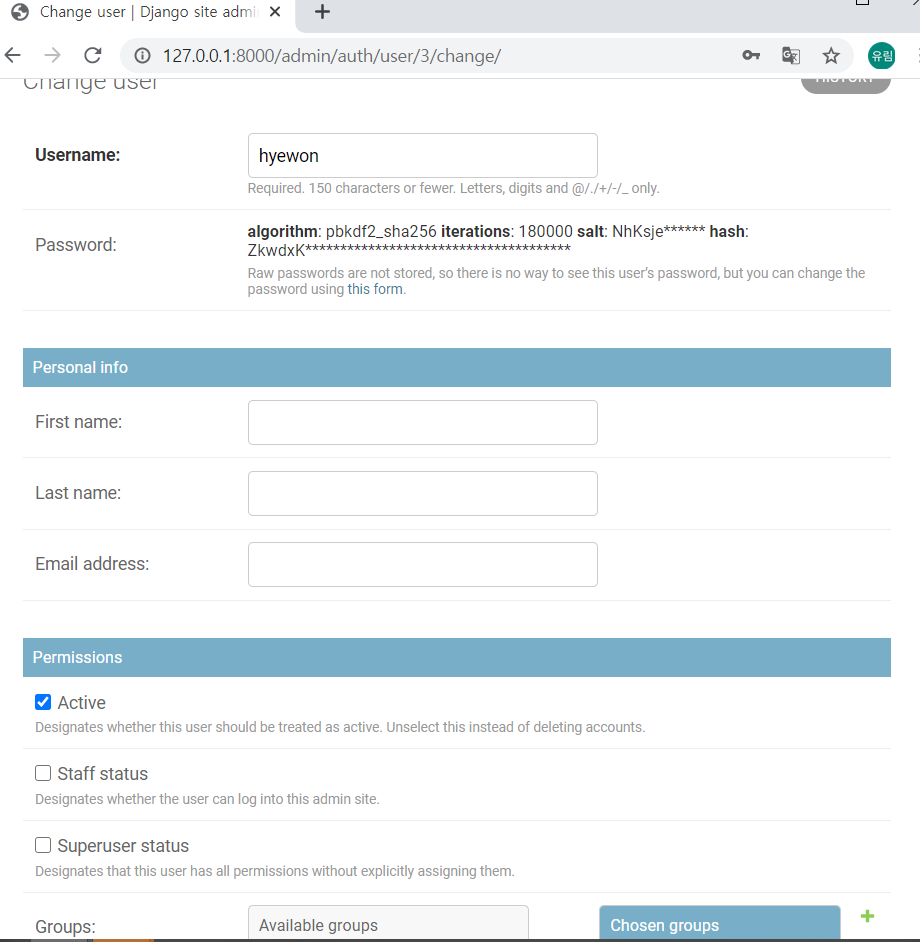 Change user | Django site admi
127.0.0.1:8000/admin/auth/user/3/change/
유림
Change user
HISTORY
Username:
hyewon
Required. 150 characters or fewer. Letters, digits and @/./+/-/_ only.
Password:
algorithm: pbkdf2_sha256 iterations: 180000 salt: NhKsje****** hash:
ZkwdxK**************************************
Raw passwords are not stored, so there is no way to see this user's password, but you can change the
password using this form.
Personal info
First name:
Last name:
Email address:
Permissions
Active
Designates whether this user should be treated as active. Unselect this instead of deleting accounts.
Staff status
Designates whether the user can log into this admin site.
Superuser status
Designates that this user has all permissions without explicitly assigning them.
Groups:
Available groups
Chosen groups